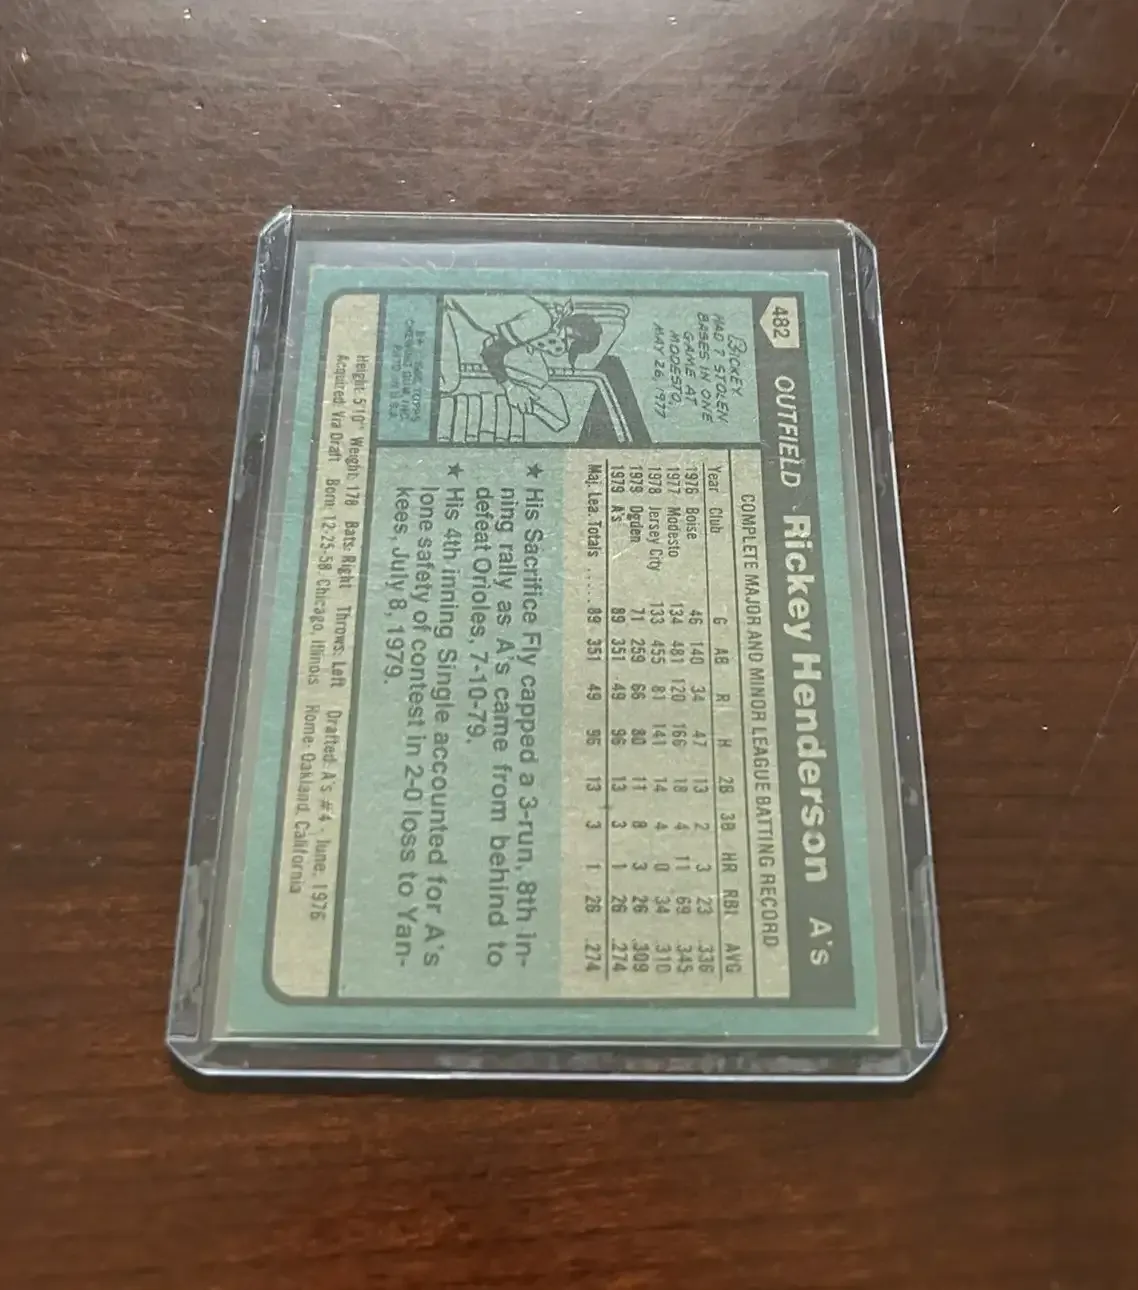 482 OUTFIELD Rickey Henderson A's
COMPLETE MAJOR AND MINOR LEAGUE BATTING RECORD
Year Club G AB R H 2B 3B HR RBI AVG
1976 Boise 46 140 34 47 13 2 3 23 .336
1977 Modesto 134 481 120 166 18 4 11 69 .345
1978 Jersey City 133 455 81 141 14 4 0 34 .310
1979 Ogden 71 259 66 80 11 8 3 26 .309
1979 A's 89 351 49 96 13 3 1 26 .274
Maj. Lea. Totals ..... 89 351 49 96 13 3 1 26 .274
RICKEY
HAD 7 STOLEN
BASES IN ONE
GAME AT
MODESTO,
MAY 26, 1977
★ His Sacrifice Fly capped a 3-run, 8th in-
ning rally as A's came from behind to
defeat Orioles, 7-10-79.
★ His 4th inning Single accounted for A's
lone safety of contest in 2-0 loss to Yan-
kees, July 8, 1979.
CHEWING GUM, INC.
Height: 5'10" Weight: 178 Bats: Right Throws: Left Drafted: A's #4 - June, 1976
Acquired: Via Draft Born: 12-25-58, Chicago, Illinois Home: Oakland, California